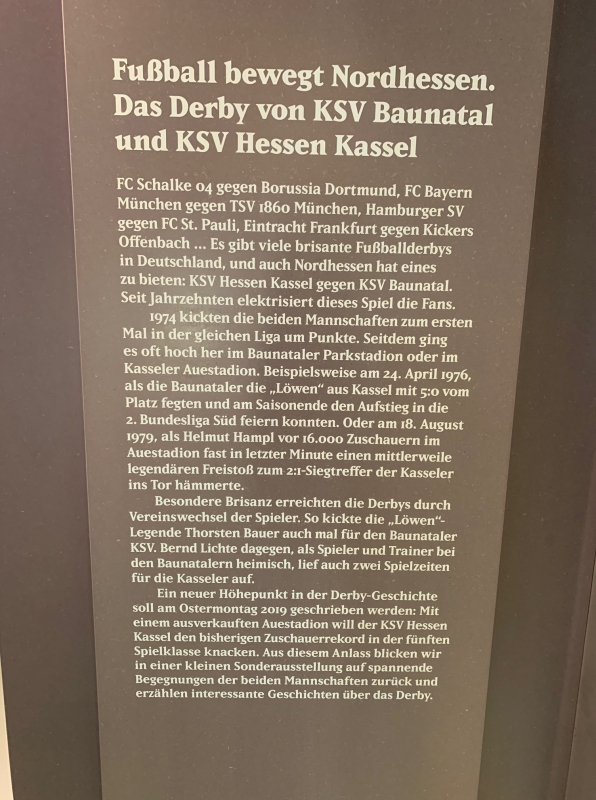 Fußball bewegt Nordhessen.
Das Derby von KSV Baunatal
und KSV Hessen Kassel
FC Schalke 04 gegen Borussia Dortmund, FC Bayern
München gegen TSV 1860 München, Hamburger SV
gegen FC St. Pauli, Eintracht Frankfurt gegen Kickers
Offenbach ... Es gibt viele brisante Fußballderbys
in Deutschland, und auch Nordhessen hat eines
zu bieten: KSV Hessen Kassel gegen KSV Baunatal.
Seit Jahrzehnten elektrisiert dieses Spiel die Fans.
1974 kickten die beiden Mannschaften zum ersten
Mal in der gleichen Liga um Punkte. Seitdem ging
es oft hoch her im Baunataler Parkstadion oder im
Kasseler Auestadion. Beispielsweise am 24. April 1976,
als die Baunataler die „Löwen“ aus Kassel mit 5:0 vom
Platz fegten und am Saisonende den Aufstieg in die
2. Bundesliga Süd feiern konnten. Oder am 18. August
1979, als Helmut Hampl vor 16.000 Zuschauern im
Auestadion fast in letzter Minute einen mittlerweile
legendären Freistoß zum 2:1-Siegtreffer der Kasseler
ins Tor hämmerte.
Besondere Brisanz erreichten die Derbys durch
Vereinswechsel der Spieler. So kickte die „Löwen“-
Legende Thorsten Bauer auch mal für den Baunataler
KSV. Bernd Lichte dagegen, als Spieler und Trainer bei
den Baunatalern heimisch, lief auch zwei Spielzeiten
für die Kasseler auf.
Ein neuer Höhepunkt in der Derby-Geschichte
soll am Ostermontag 2019 geschrieben werden: Mit
einem ausverkauften Auestadion will der KSV Hessen
Kassel den bisherigen Zuschauerrekord in der fünften
Spielklasse knacken. Aus diesem Anlass blicken wir
in einer kleinen Sonderausstellung auf spannende
Begegnungen der beiden Mannschaften zurück und
erzählen interessante Geschichten über das Derby.